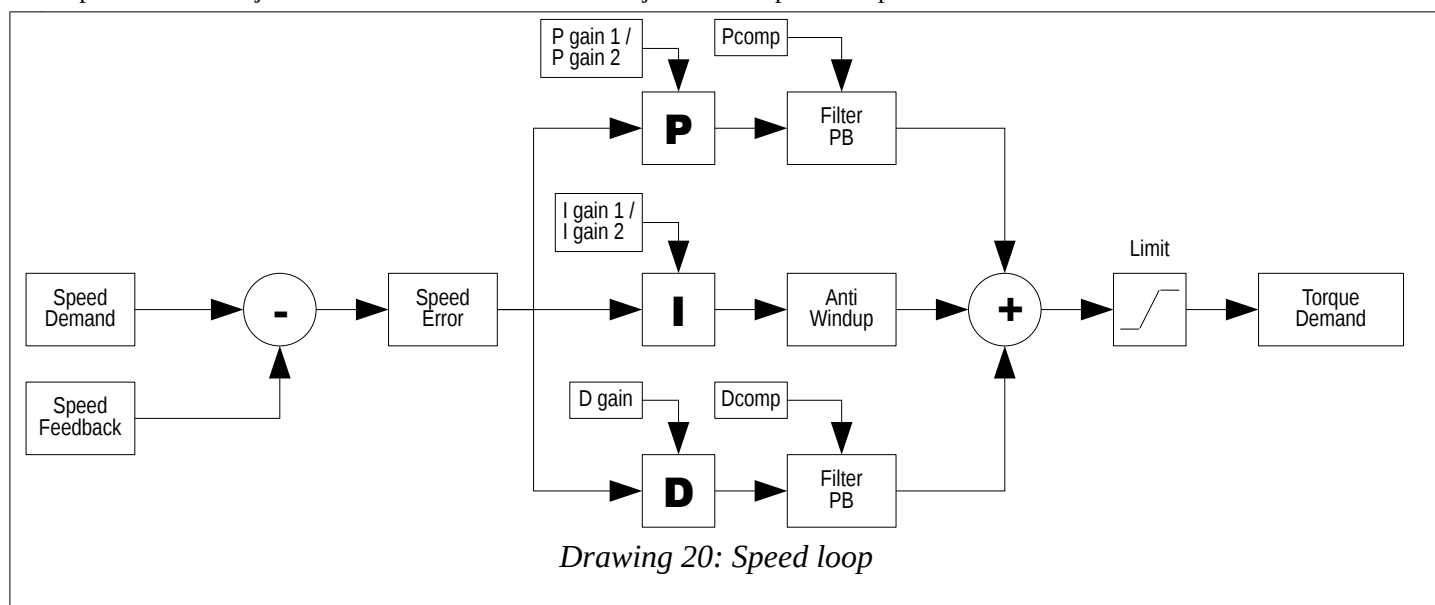 P gain 1 /
P gain 2
Pcomp
P
Filter
PB
I gain 1 /
I gain 2
Limit
Speed
Demand
-
Speed
Error
I
Anti
Windup
+
Torque
Demand
Speed
Feedback
D gain
Dcomp
D
Filter
PB
Drawing 20: Speed loop